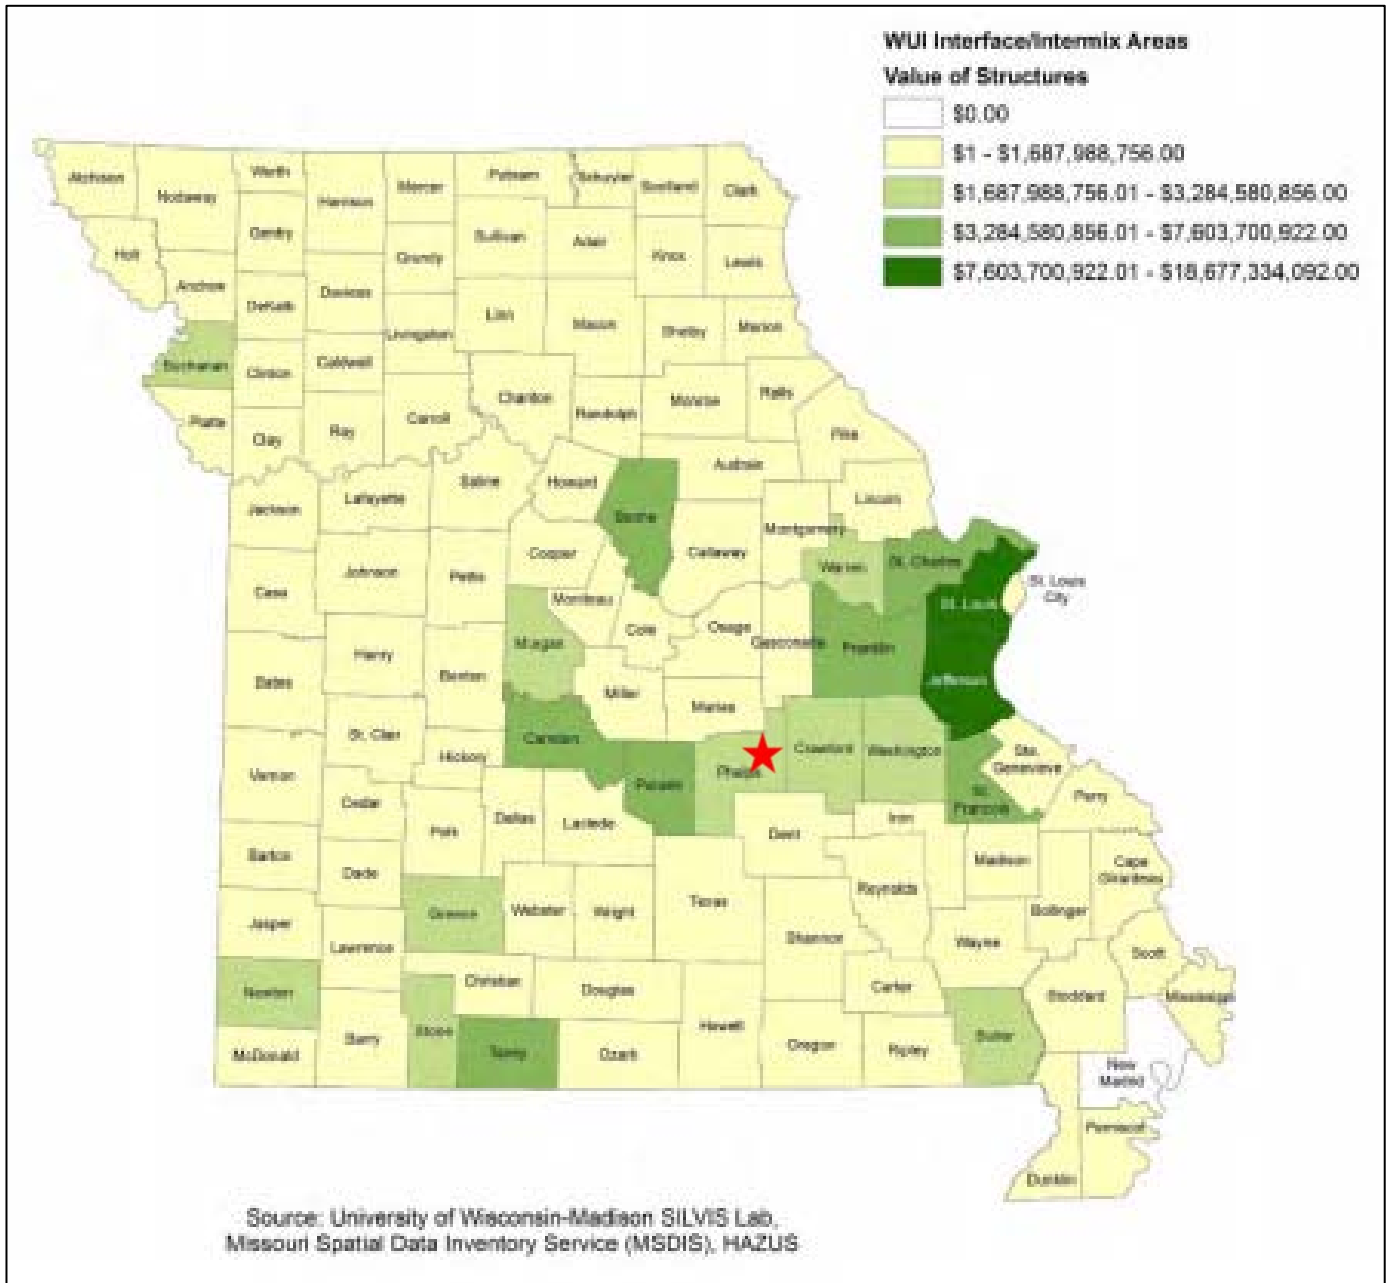 WUI Interface/Intermix Areas
Value of Structures
$0.00
$1 - $1,687,988,756.00
$1,687,988,756.01 - $3,284,580,856.00
$3,284,580,856.01 - $7,603,700,922.00
$7,603,700,922.01 - $18,677,334,092.00
Atchison
Nodaway
Worth
Harrison
Mercer
Putnam
Schuyler
Scotland
Clark
Gentry
Sullivan
Adair
Knox
Lewis
Holt
Andrew
DeKalb
Daviess
Grundy
Linn
Macon
Shelby
Marion
Livingston
Buchanan
Clinton
Caldwell
Chariton
Randolph
Monroe
Ralls
Platte
Clay
Ray
Carroll
Pike
Audrain
Saline
Howard
Jackson
Lafayette
Boone
Lincoln
Montgomery
Cooper
Callaway
Warren
St. Charles
St. Louis
City
St. Louis
Cass
Johnson
Pettis
Moniteau
Cole
Osage
Gasconade
Franklin
Morgan
Bates
Henry
Benton
Miller
Maries
Jefferson
St. Clair
Hickory
Camden
Pulaski
Phelps
Crawford
Washington
Ste.
Genevieve
St.
Francois
Perry
Vernon
Cedar
Polk
Dallas
Laclede
Dent
Iron
Madison
Cape
Girardeau
Barton
Dade
Greene
Webster
Wright
Texas
Reynolds
Bollinger
Jasper
Lawrence
Shannon
Wayne
Scott
Christian
Douglas
Carter
Stoddard
Mississippi
Newton
Stone
Taney
Ozark
Howell
Oregon
Ripley
Butler
McDonald
Barry
New
Madrid
Pemiscot
Dunklin
Source: University of Wisconsin-Madison SILVIS Lab,
Missouri Spatial Data Inventory Service (MSDIS), HAZUS